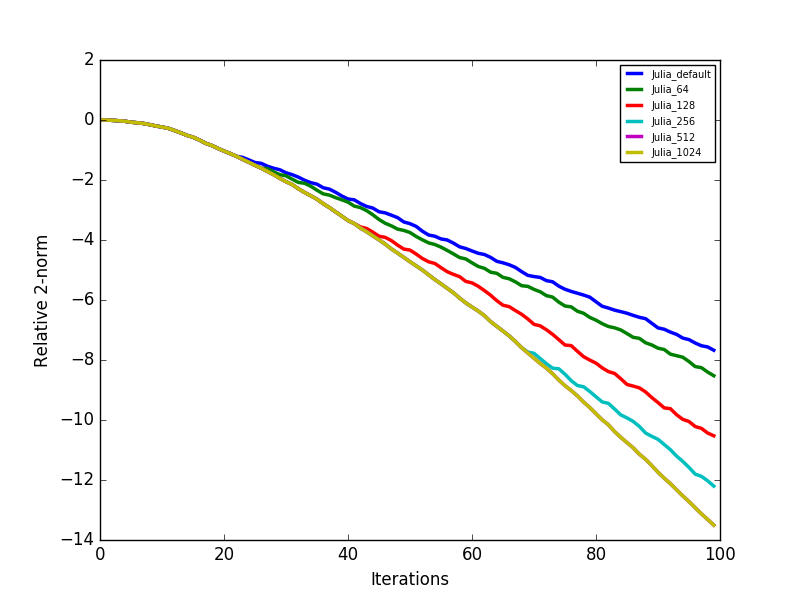 2
0
−2
−4
−6
−8
−10
−12
−14
0 20 40 60 80 100
Relative 2-norm
Iterations
Julia_default
Julia_64
Julia_128
Julia_256
Julia_512
Julia_1024